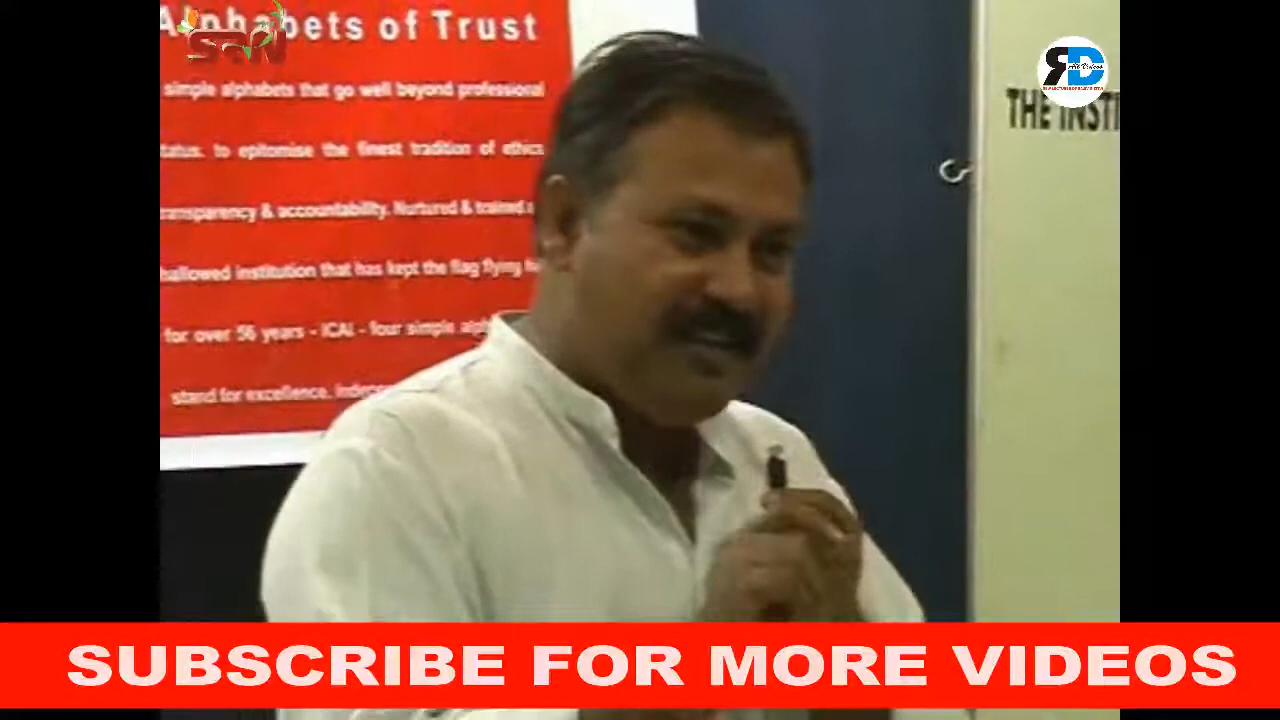 Alphabets of Trust
simple alphabets that go well beyond professional
status. to epitomise the finest tradition of ethics
transparency & accountability. Nurtured & trained
hallowed institution that has kept the flag flying
for over 56 years - ICAI - four simple
stand for excellence.
THE INSTI
RD
SUBSCRIBE FOR MORE VIDEOS